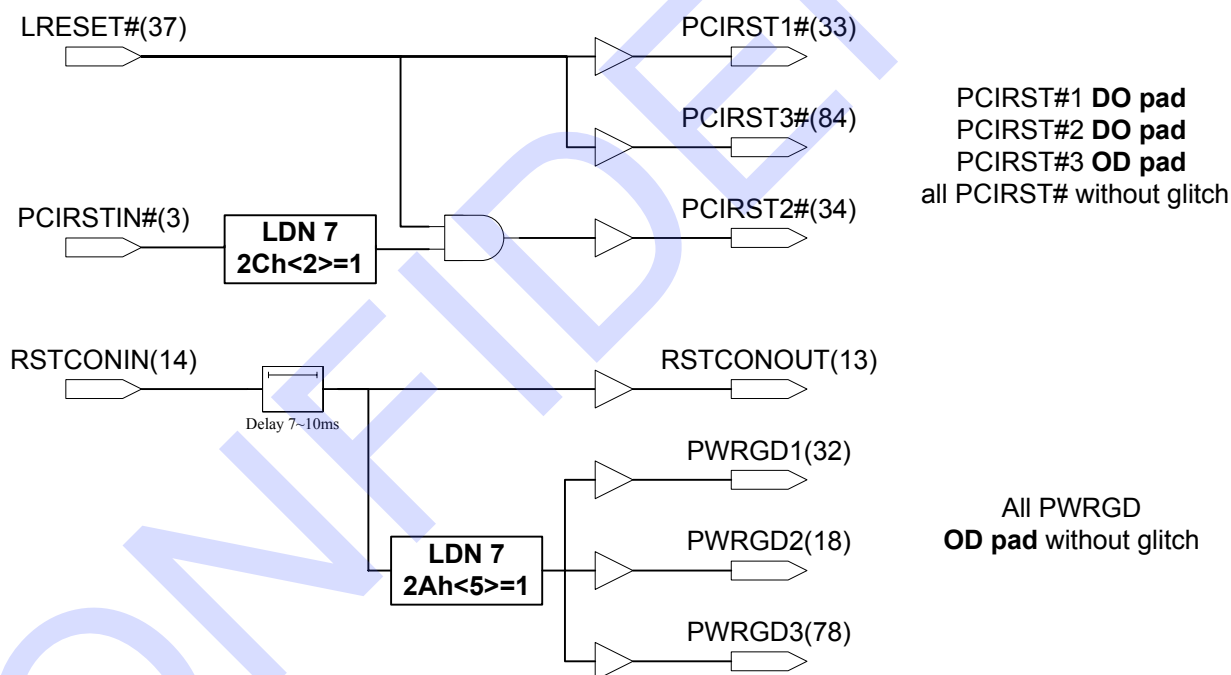 LRESET#(37)
PCIRST1#(33)
PCIRST3#(84)
PCIRST#1 DO pad
PCIRST#2 DO pad
PCIRST#3 OD pad
all PCIRST# without glitch
PCIRSTIN#(3)
LDN 7
2Ch<2>=1
PCIRST2#(34)
RSTCONIN(14)
Delay 7~10ms
RSTCONOUT(13)
PWRGD1(32)
LDN 7
2Ah<5>=1
PWRGD2(18)
PWRGD3(78)
All PWRGD
OD pad without glitch